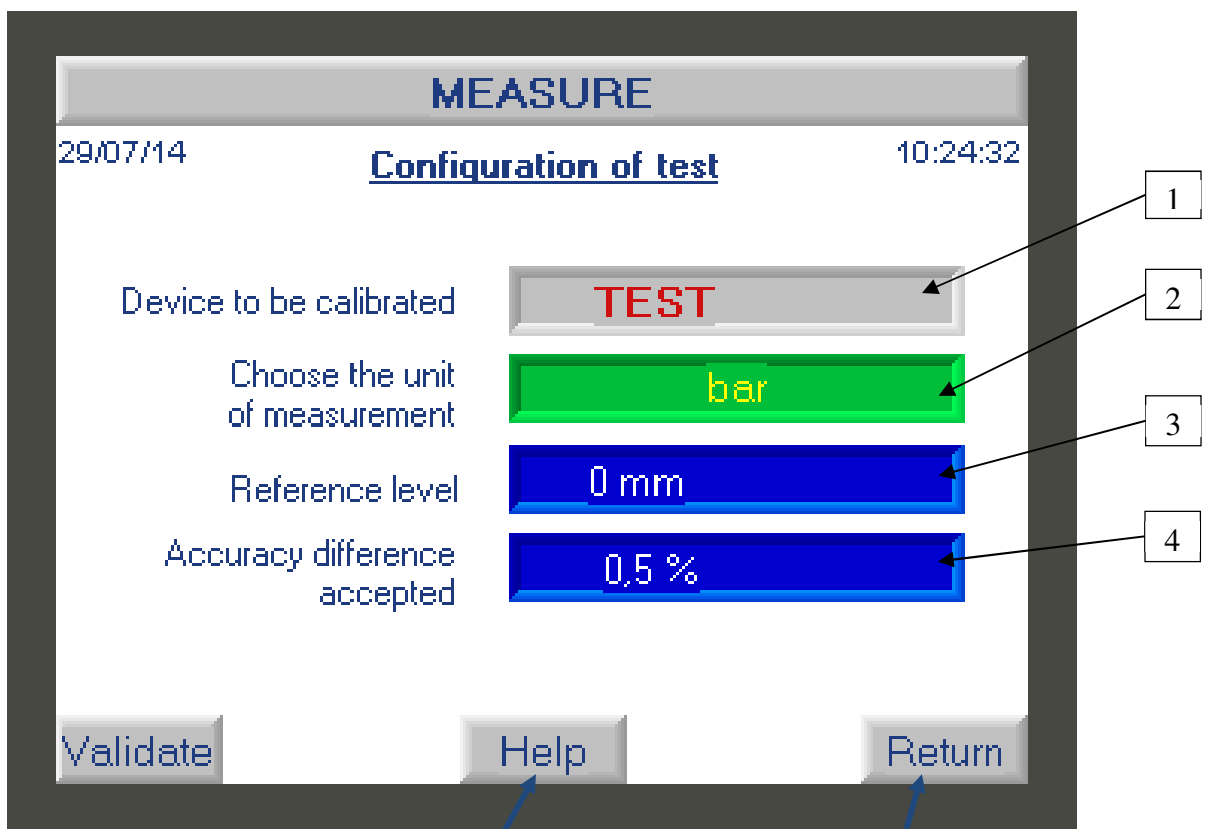 MEASURE
29/07/14
Configuration of test
10:24:32
1
Device to be calibrated
TEST
2
Choose the unit
of measurement
bar
3
Reference level
0 mm
4
Accuracy difference
accepted
0,5 %
Validate
Help
Return